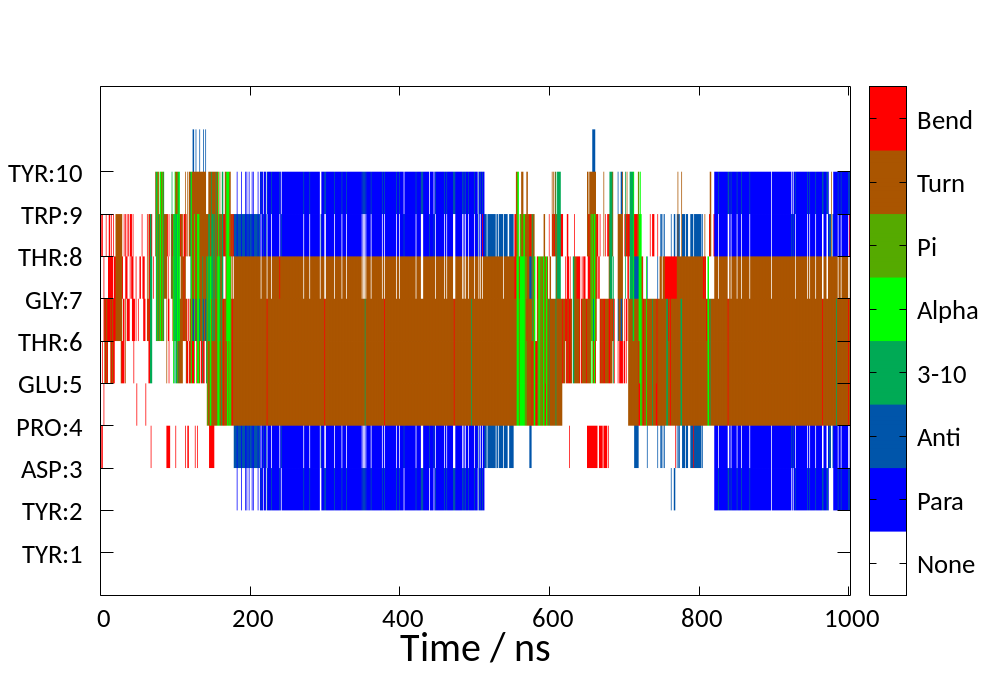 TYR:10
TRP:9
THR:8
GLY:7
THR:6
GLU:5
PRO:4
ASP:3
TYR:2
TYR:1
0 200 400 600 800 1000
Time / ns
Bend
Turn
Pi
Alpha
3-10
Anti
Para
None